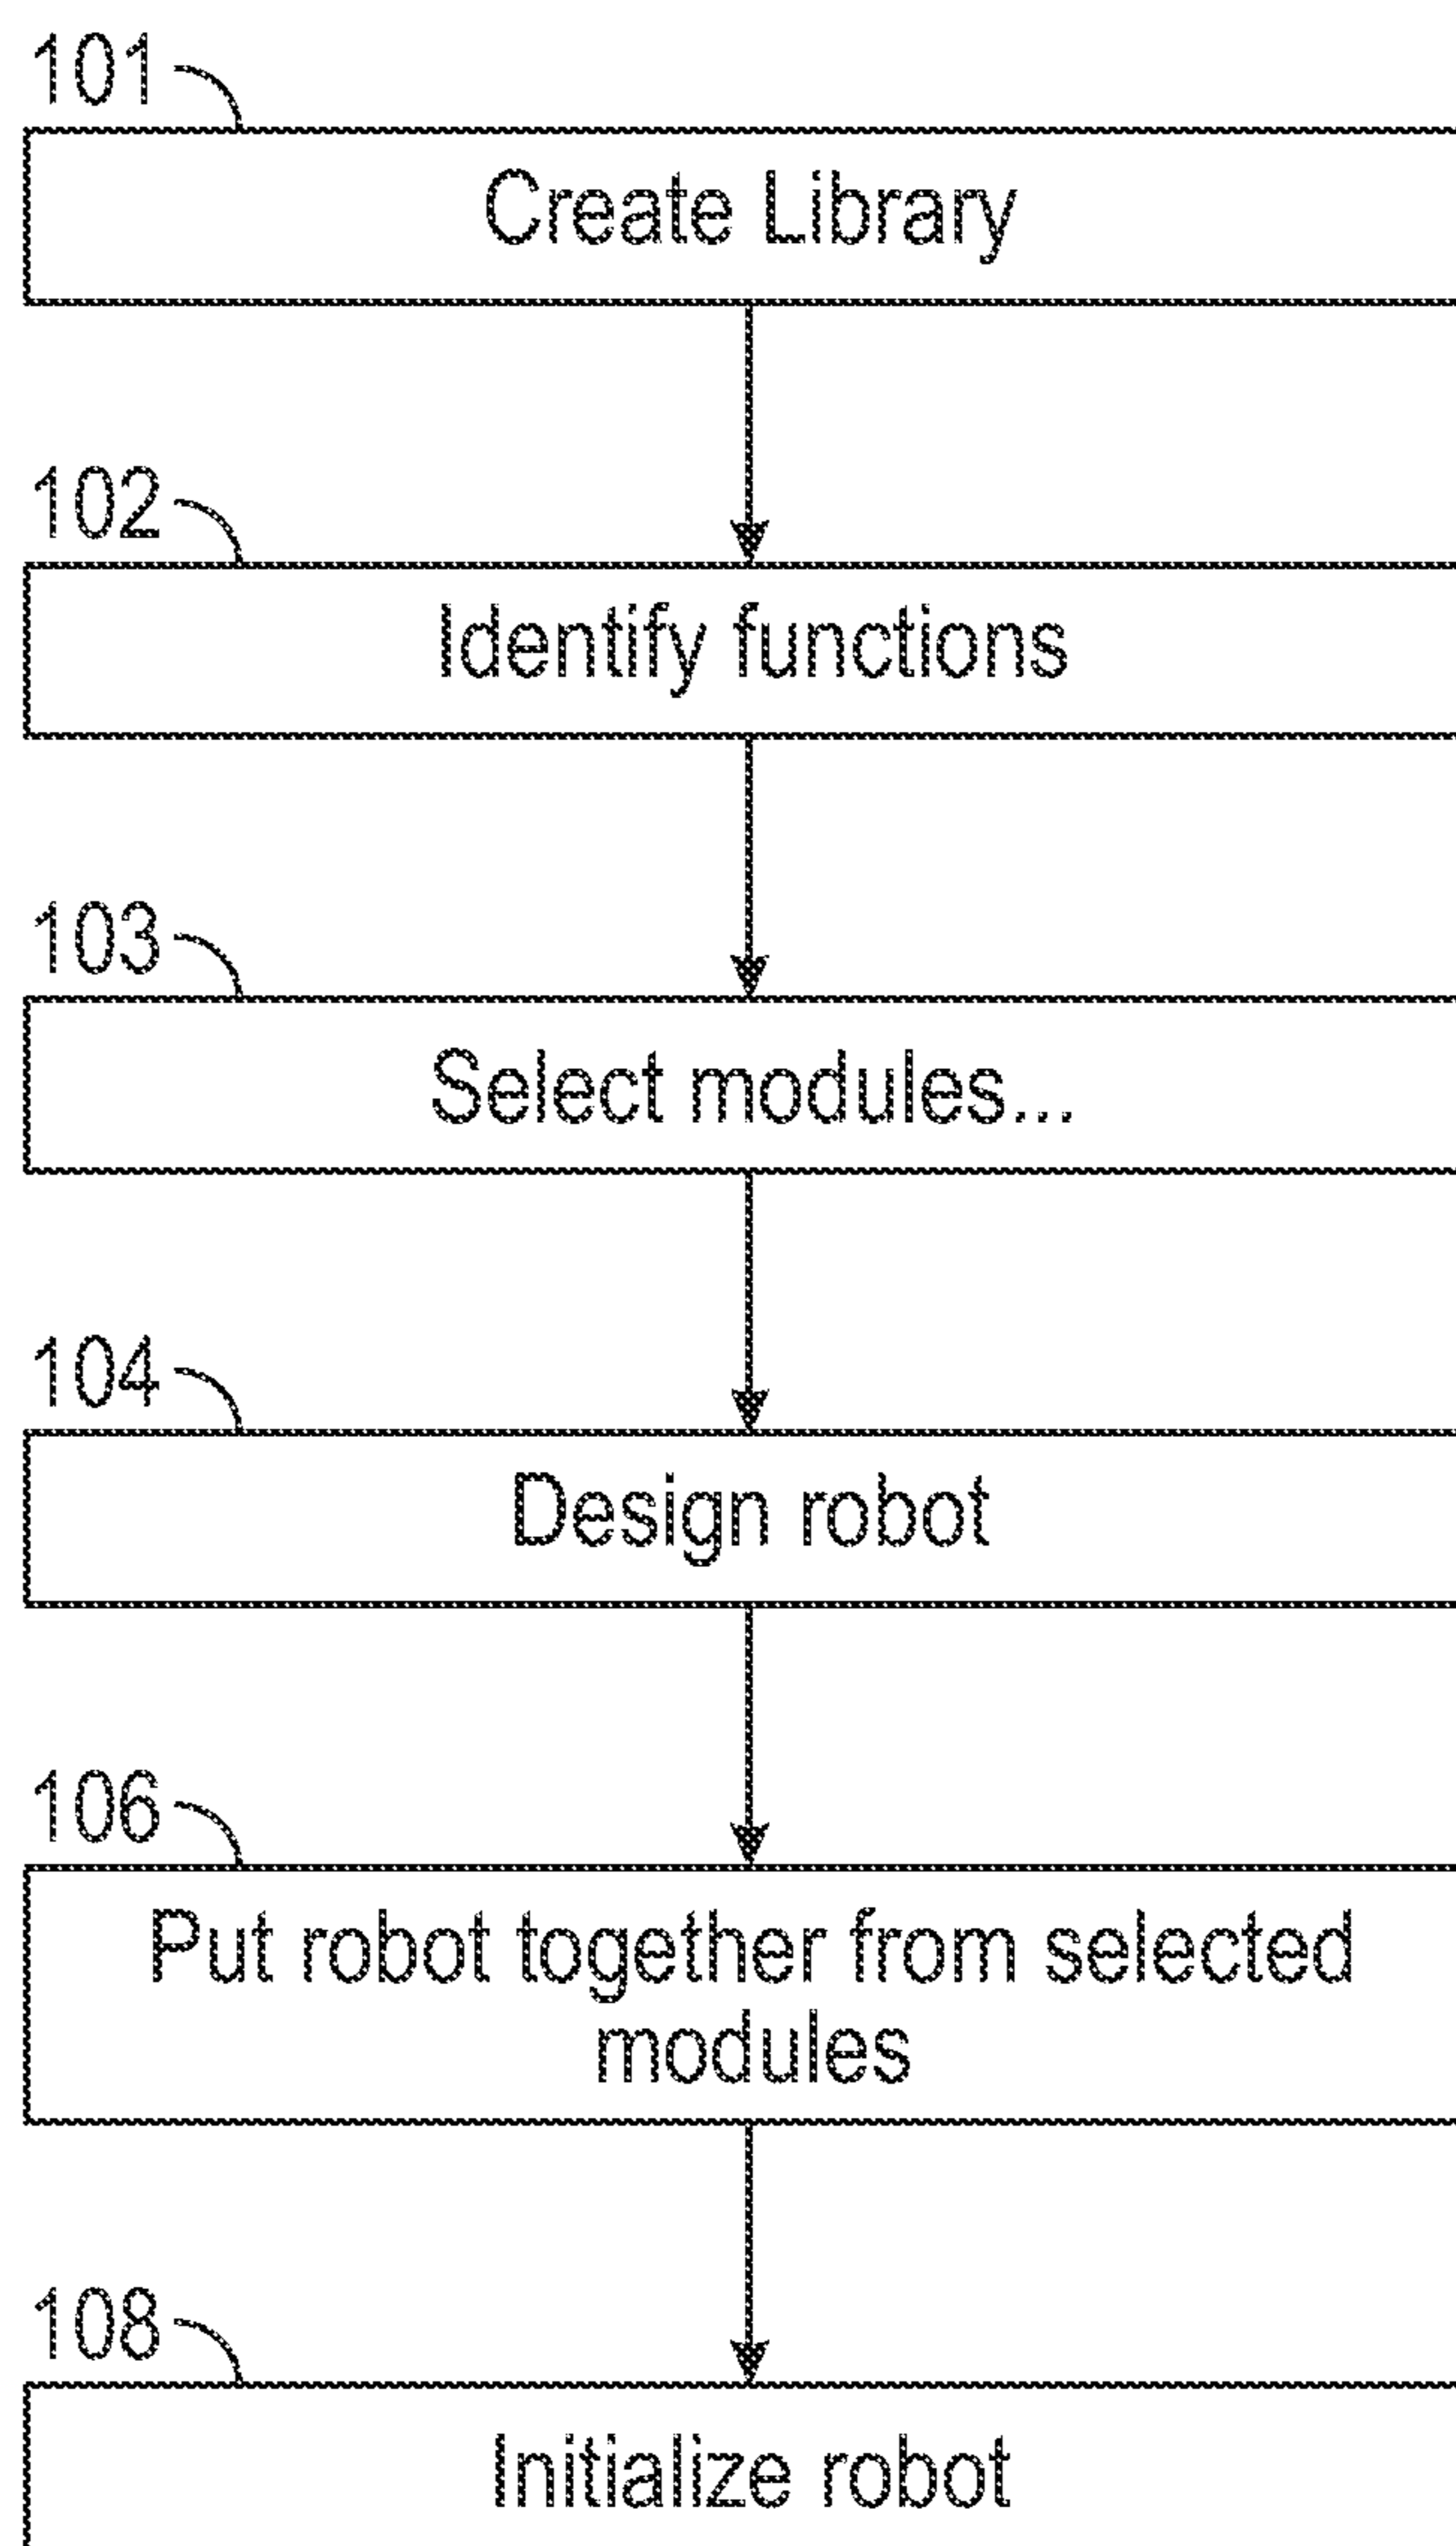 101
Create Library
102
Identify functions
103
Select modules...
104
Design robot
106
Put robot together from selected
modules
108
Initialize robot